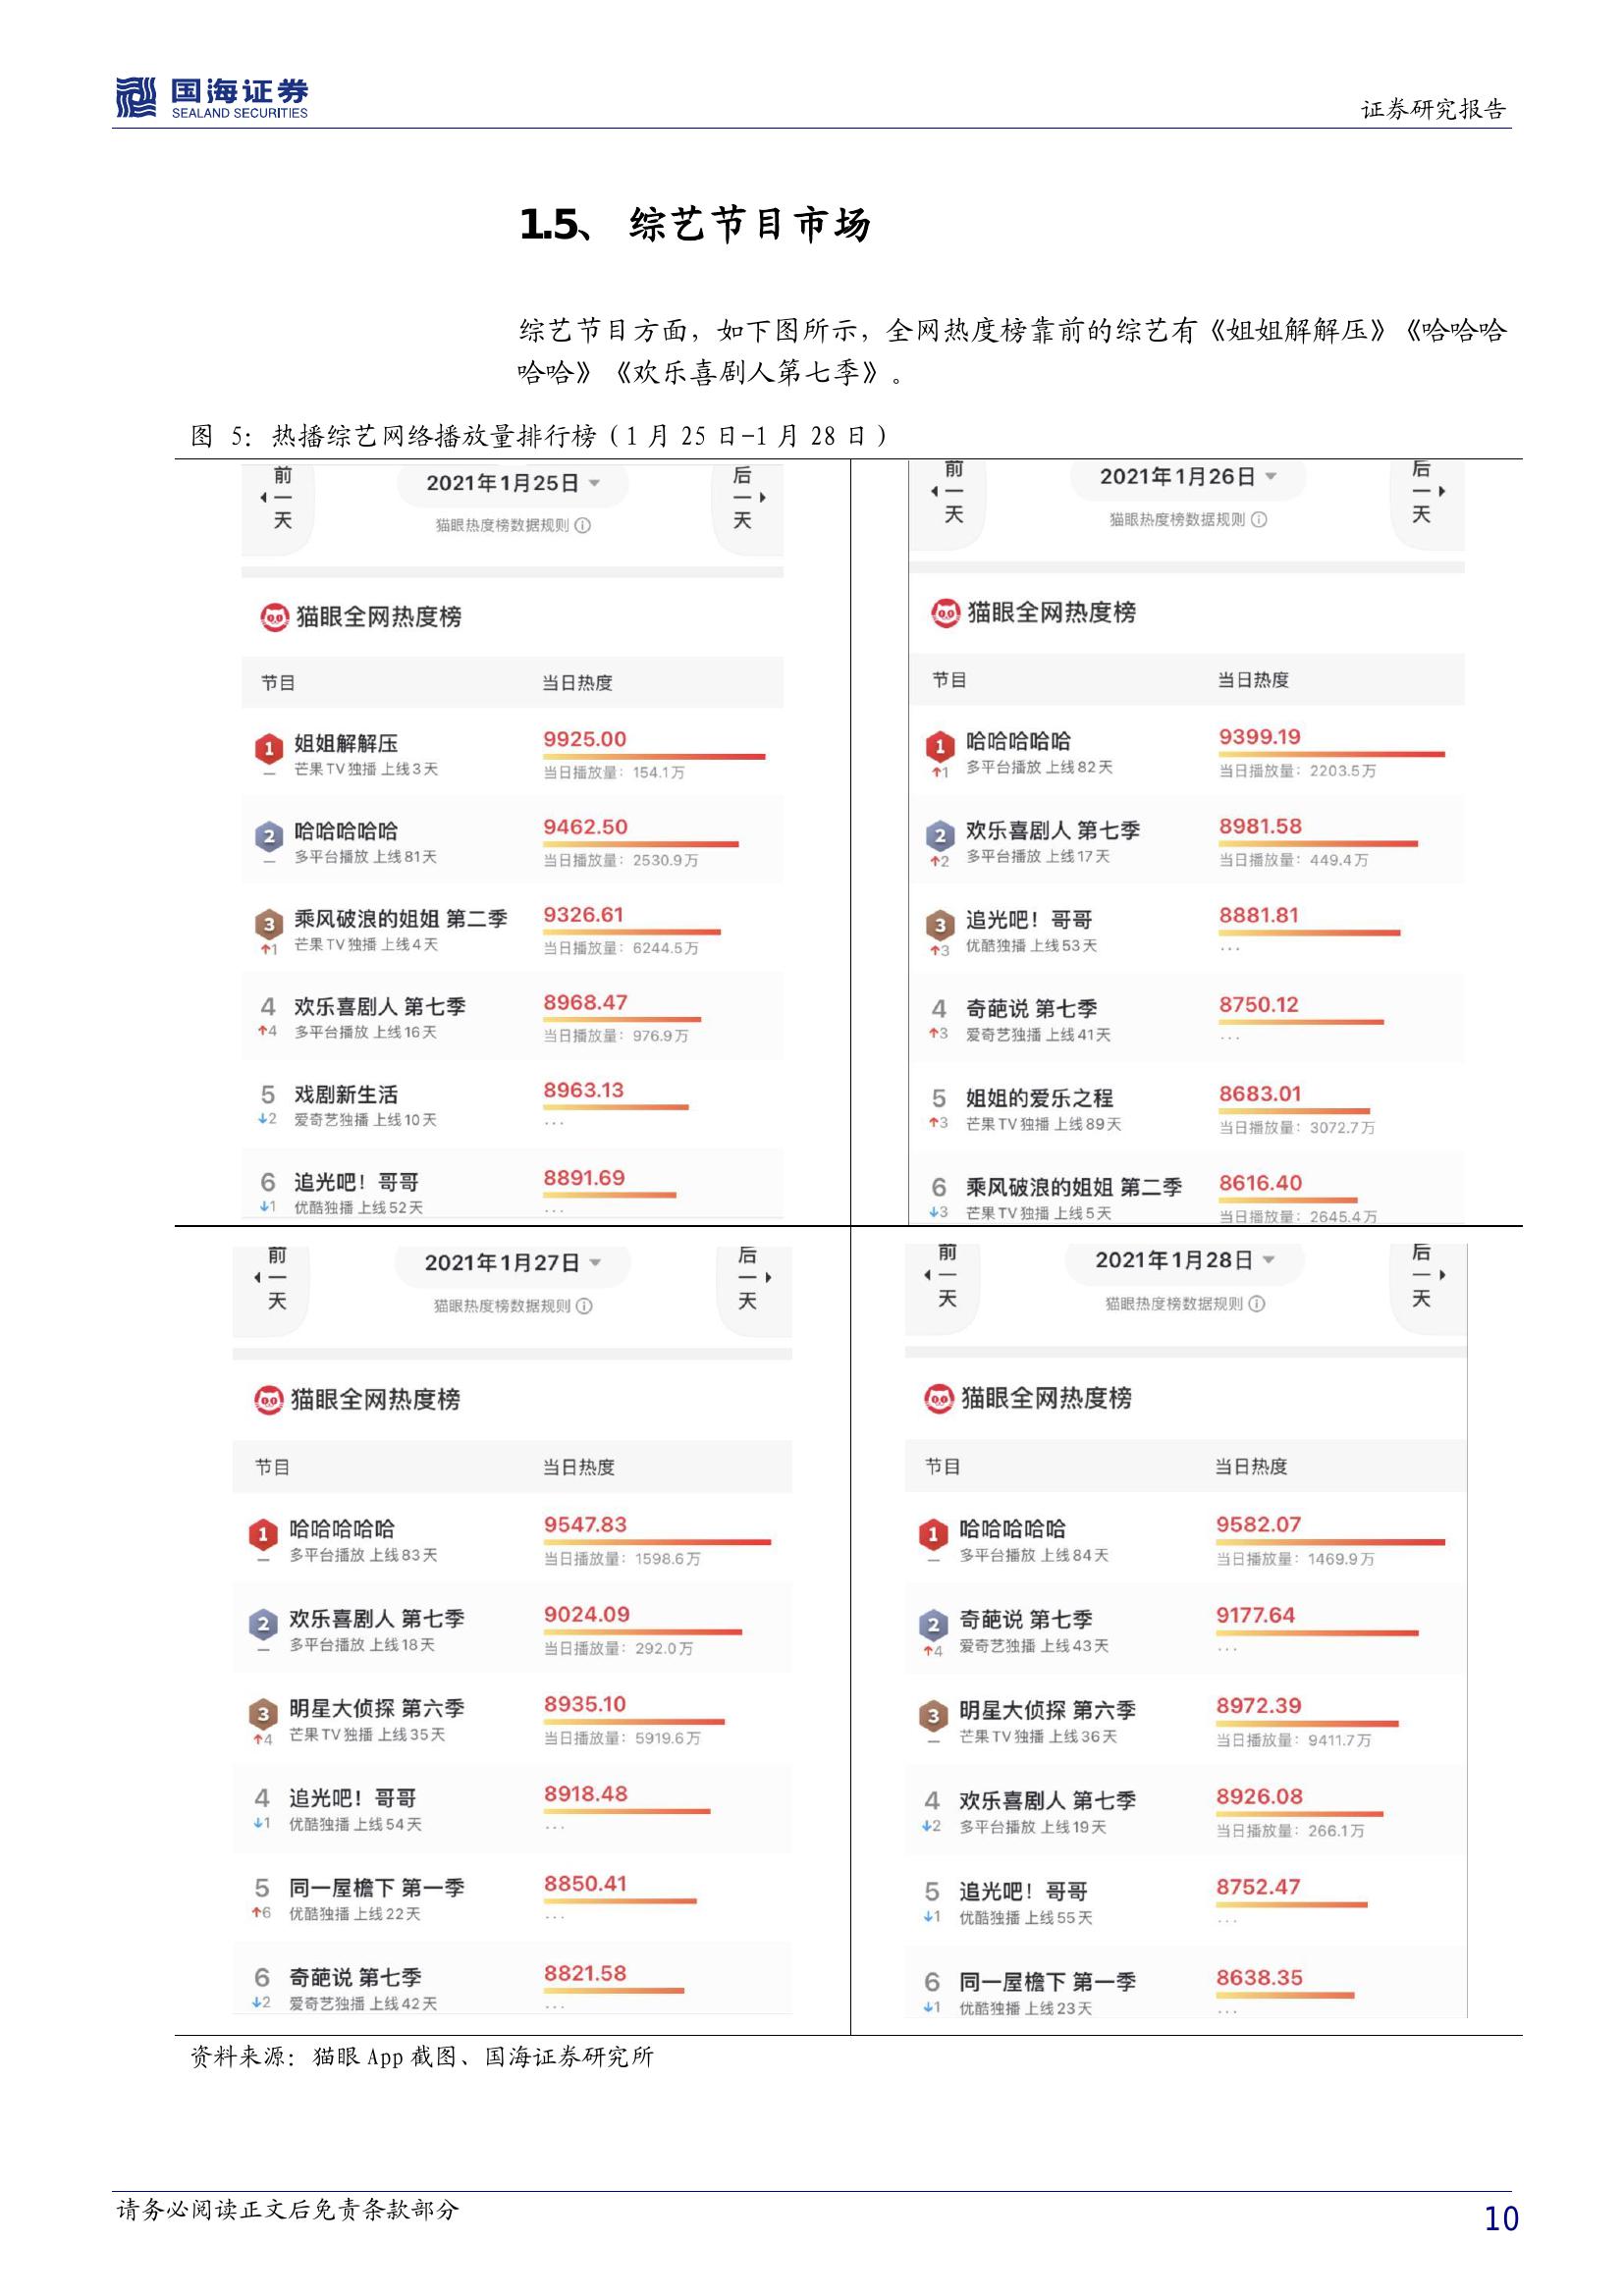 国海证券
SEALAND SECURITIES
证券研究报告
1.5、 综艺节目市场
综艺节目方面，如下图所示，全网热度榜靠前的综艺有《姐姐解解压》《哈哈哈
哈哈》《欢乐喜剧人第七季》。
图 5：热播综艺网络播放量排行榜（1 月 25 日-1 月 28 日）
前一天
2021年1月25日
后一天
猫眼热度榜数据规则
猫眼全网热度榜
节目 当日热度
1 姐姐解解压 9925.00
— 芒果TV独播 上线3天 当日播放量：154.1万
2 哈哈哈哈哈 9462.50
— 多平台播放 上线81天 当日播放量：2530.9万
3 乘风破浪的姐姐 第二季 9326.61
↑1 芒果TV独播 上线4天 当日播放量：6244.5万
4 欢乐喜剧人 第七季 8968.47
↑4 多平台播放 上线16天 当日播放量：976.9万
5 戏剧新生活 8963.13
↓2 爱奇艺独播 上线10天 ...
6 追光吧！哥哥 8891.69
↓1 优酷独播 上线52天 ...
前一天
2021年1月26日
后一天
猫眼热度榜数据规则
猫眼全网热度榜
节目 当日热度
1 哈哈哈哈哈 9399.19
↑1 多平台播放 上线82天 当日播放量：2203.5万
2 欢乐喜剧人 第七季 8981.58
↑2 多平台播放 上线17天 当日播放量：449.4万
3 追光吧！哥哥 8881.81
↑3 优酷独播 上线53天 ...
4 奇葩说 第七季 8750.12
↑3 爱奇艺独播 上线41天 ...
5 姐姐的爱乐之程 8683.01
↑3 芒果TV独播 上线89天 当日播放量：3072.7万
6 乘风破浪的姐姐 第二季 8616.40
↓3 芒果TV独播 上线5天 当日播放量：2645.4万
前一天
2021年1月27日
后一天
猫眼热度榜数据规则
猫眼全网热度榜
节目 当日热度
1 哈哈哈哈哈 9547.83
— 多平台播放 上线83天 当日播放量：1598.6万
2 欢乐喜剧人 第七季 9024.09
— 多平台播放 上线18天 当日播放量：292.0万
3 明星大侦探 第六季 8935.10
↑4 芒果TV独播 上线35天 当日播放量：5919.6万
4 追光吧！哥哥 8918.48
↓1 优酷独播 上线54天 ...
5 同一屋檐下 第一季 8850.41
↑6 优酷独播 上线22天 ...
6 奇葩说 第七季 8821.58
↓2 爱奇艺独播 上线42天 ...
前一天
2021年1月28日
后一天
猫眼热度榜数据规则
猫眼全网热度榜
节目 当日热度
1 哈哈哈哈哈 9582.07
— 多平台播放 上线84天 当日播放量：1469.9万
2 奇葩说 第七季 9177.64
↑4 爱奇艺独播 上线43天 ...
3 明星大侦探 第六季 8972.39
— 芒果TV独播 上线36天 当日播放量：9411.7万
4 欢乐喜剧人 第七季 8926.08
↓2 多平台播放 上线19天 当日播放量：266.1万
5 追光吧！哥哥 8752.47
↓1 优酷独播 上线55天 ...
6 同一屋檐下 第一季 8638.35
↓1 优酷独播 上线23天 ...
资料来源：猫眼 App 截图、国海证券研究所
请务必阅读正文后免责条款部分
10